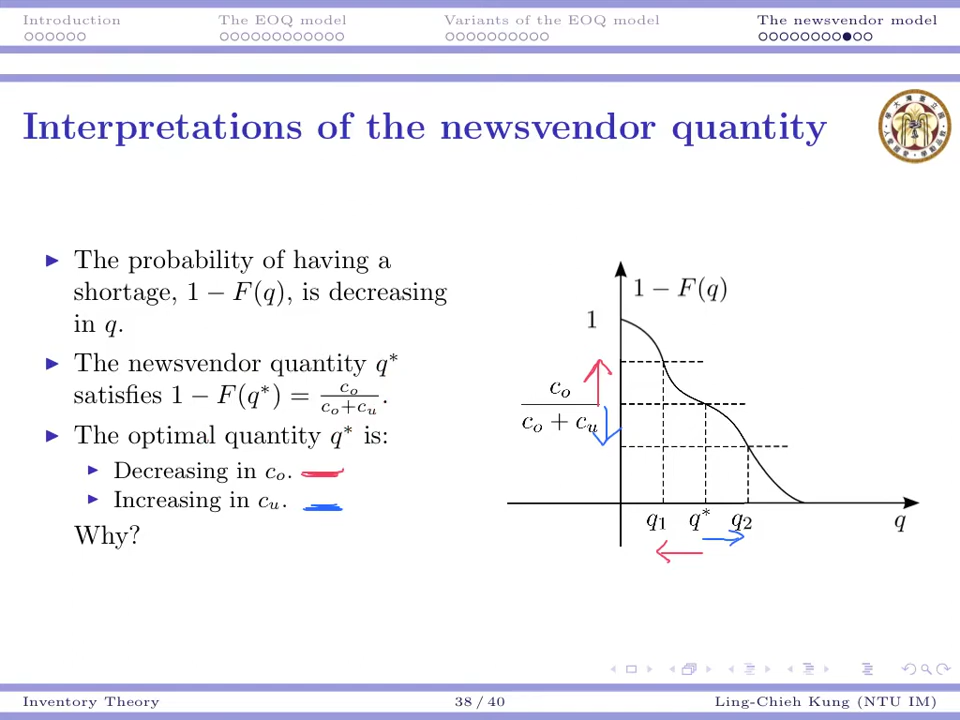 Introduction
The EOQ model
Variants of the EOQ model
The newsvendor model
Interpretations of the newsvendor quantity
▶ The probability of having a
shortage, 1 − F(q), is decreasing
in q.
▶ The newsvendor quantity q*
satisfies 1 − F(q*) = c_o/(c_o+c_u).
▶ The optimal quantity q* is:
▶ Decreasing in c_o.
▶ Increasing in c_u.
Why?
1 − F(q)
1
c_o
c_o + c_u
q_1 q* q_2 q
Inventory Theory
38 / 40
Ling-Chieh Kung (NTU IM)